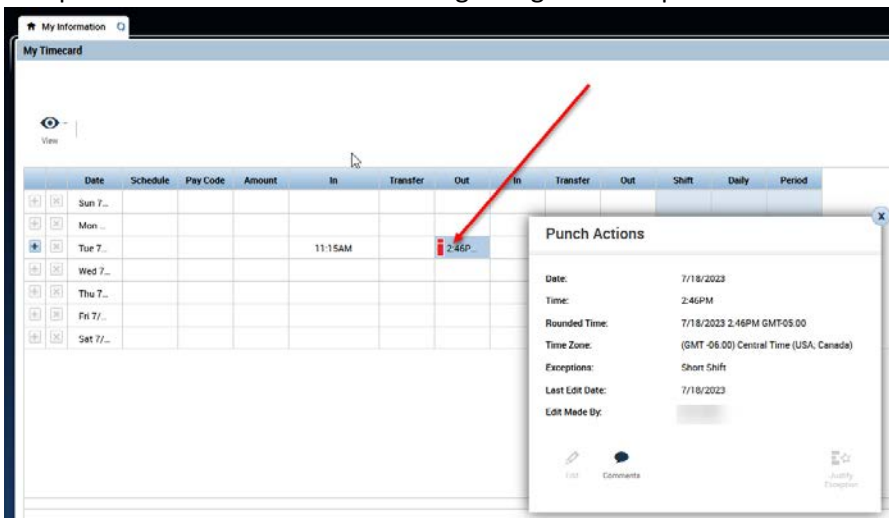 My Information
My Timecard
View
Date Schedule Pay Code Amount In Transfer Out In Transfer Out Shift Daily Period
Sun 7...
Mon ...
Tue 7... 11:15AM 2:46P...
Wed 7...
Thu 7...
Fri 7/...
Sat 7/...
x
Punch Actions
Date: 7/18/2023
Time: 2:46PM
Rounded Time: 7/18/2023 2:46PM GMT-05:00
Time Zone: (GMT -06:00) Central Time (USA; Canada)
Exceptions: Short Shift
Last Edit Date: 7/18/2023
Edit Made By:
Edit Comments Justify
Exception